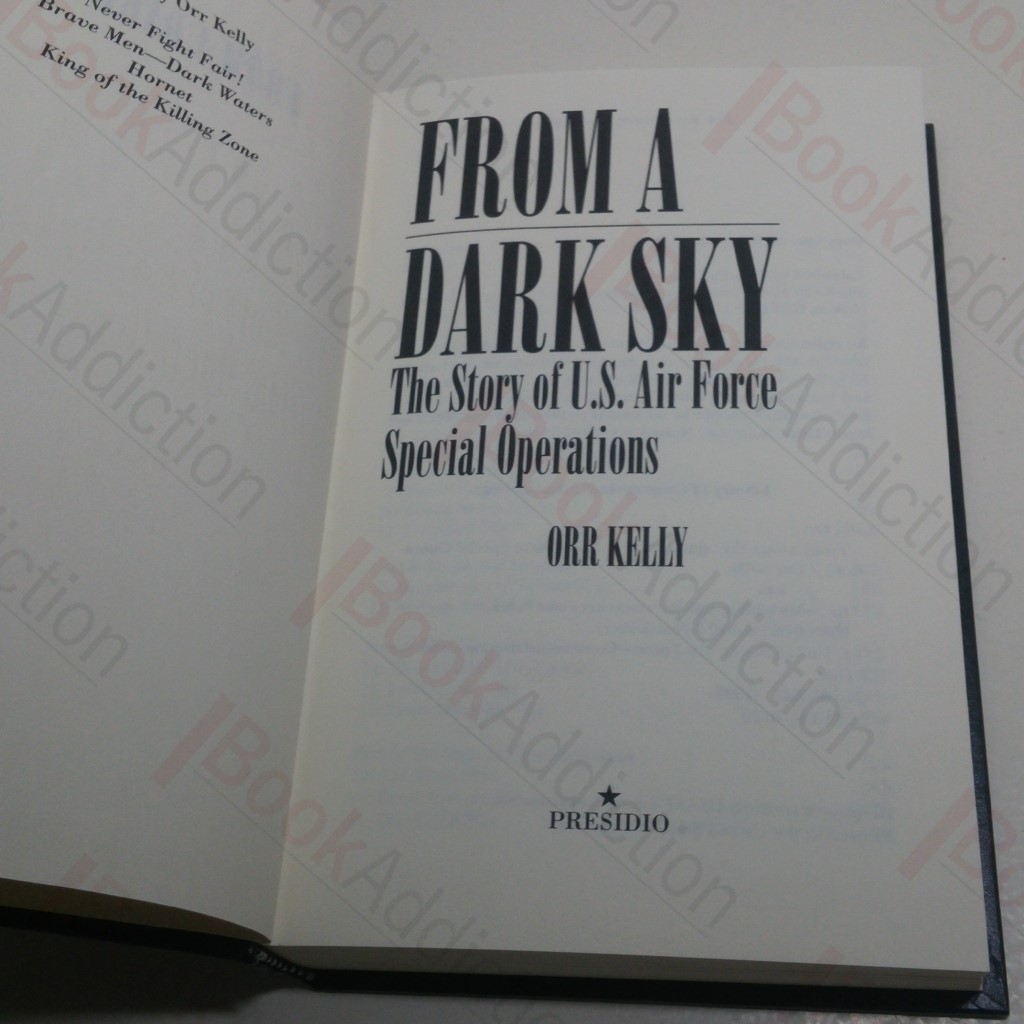 y Orr Kelly
Never Fight Fair!
Brave Men—Dark Waters
Hornet
King of the Killing Zone
FROM A
DARK SKY
The Story of U.S. Air Force
Special Operations
ORR KELLY
PRESIDIO
BookAddiction